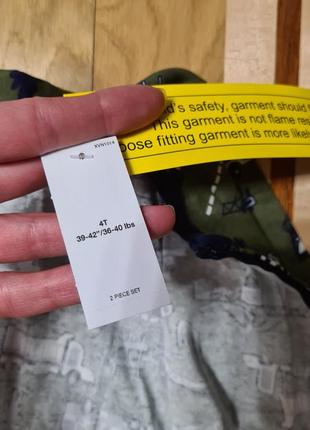 d's safety, garment should
This garment is not flame res
oose fitting garment is more likel
XVN1014
4T
39-42"/36-40 lbs
2 PIECE SET